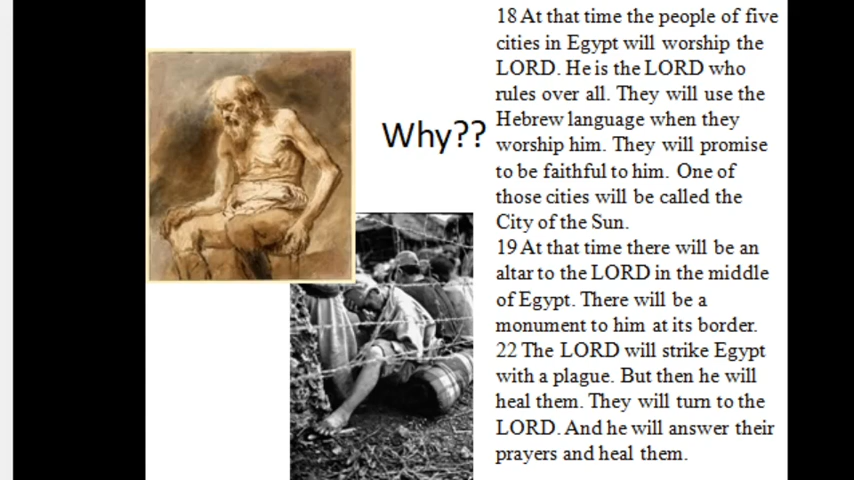 Why??
18 At that time the people of five
cities in Egypt will worship the
LORD. He is the LORD who
rules over all. They will use the
Hebrew language when they
worship him. They will promise
to be faithful to him. One of
those cities will be called the
City of the Sun.
19 At that time there will be an
altar to the LORD in the middle
of Egypt. There will be a
monument to him at its border.
22 The LORD will strike Egypt
with a plague. But then he will
heal them. They will turn to the
LORD. And he will answer their
prayers and heal them.